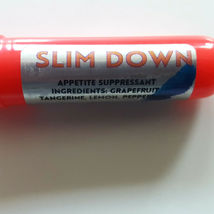 SLIM DOWN
APPETITE SUPPRESSANT
INGREDIENTS: GRAPEFRUIT
TANGERINE, LEMON,